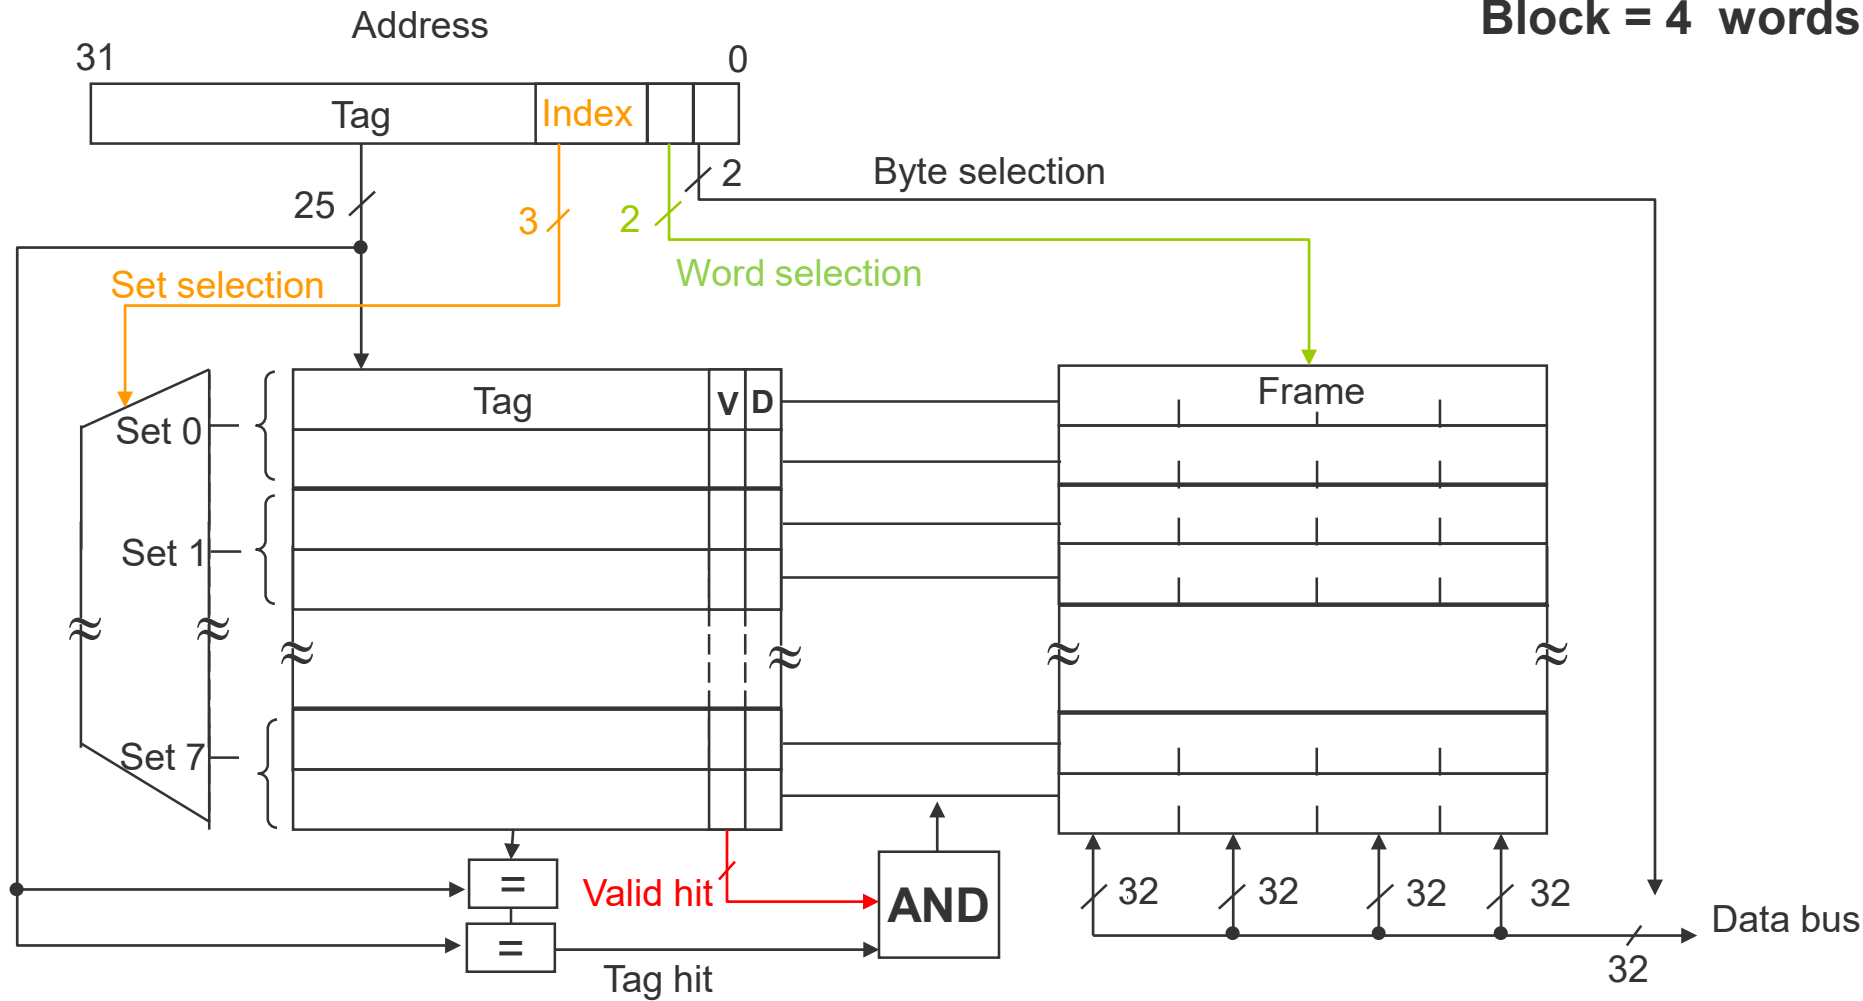 Block = 4 words
Address
31
0
Tag
Index
2
Byte selection
25
3
2
Word selection
Set selection
Tag
V
D
Frame
Set 0
Set 1
Set 7
=
Valid hit
AND
32
32
32
32
Data bus
=
Tag hit
32